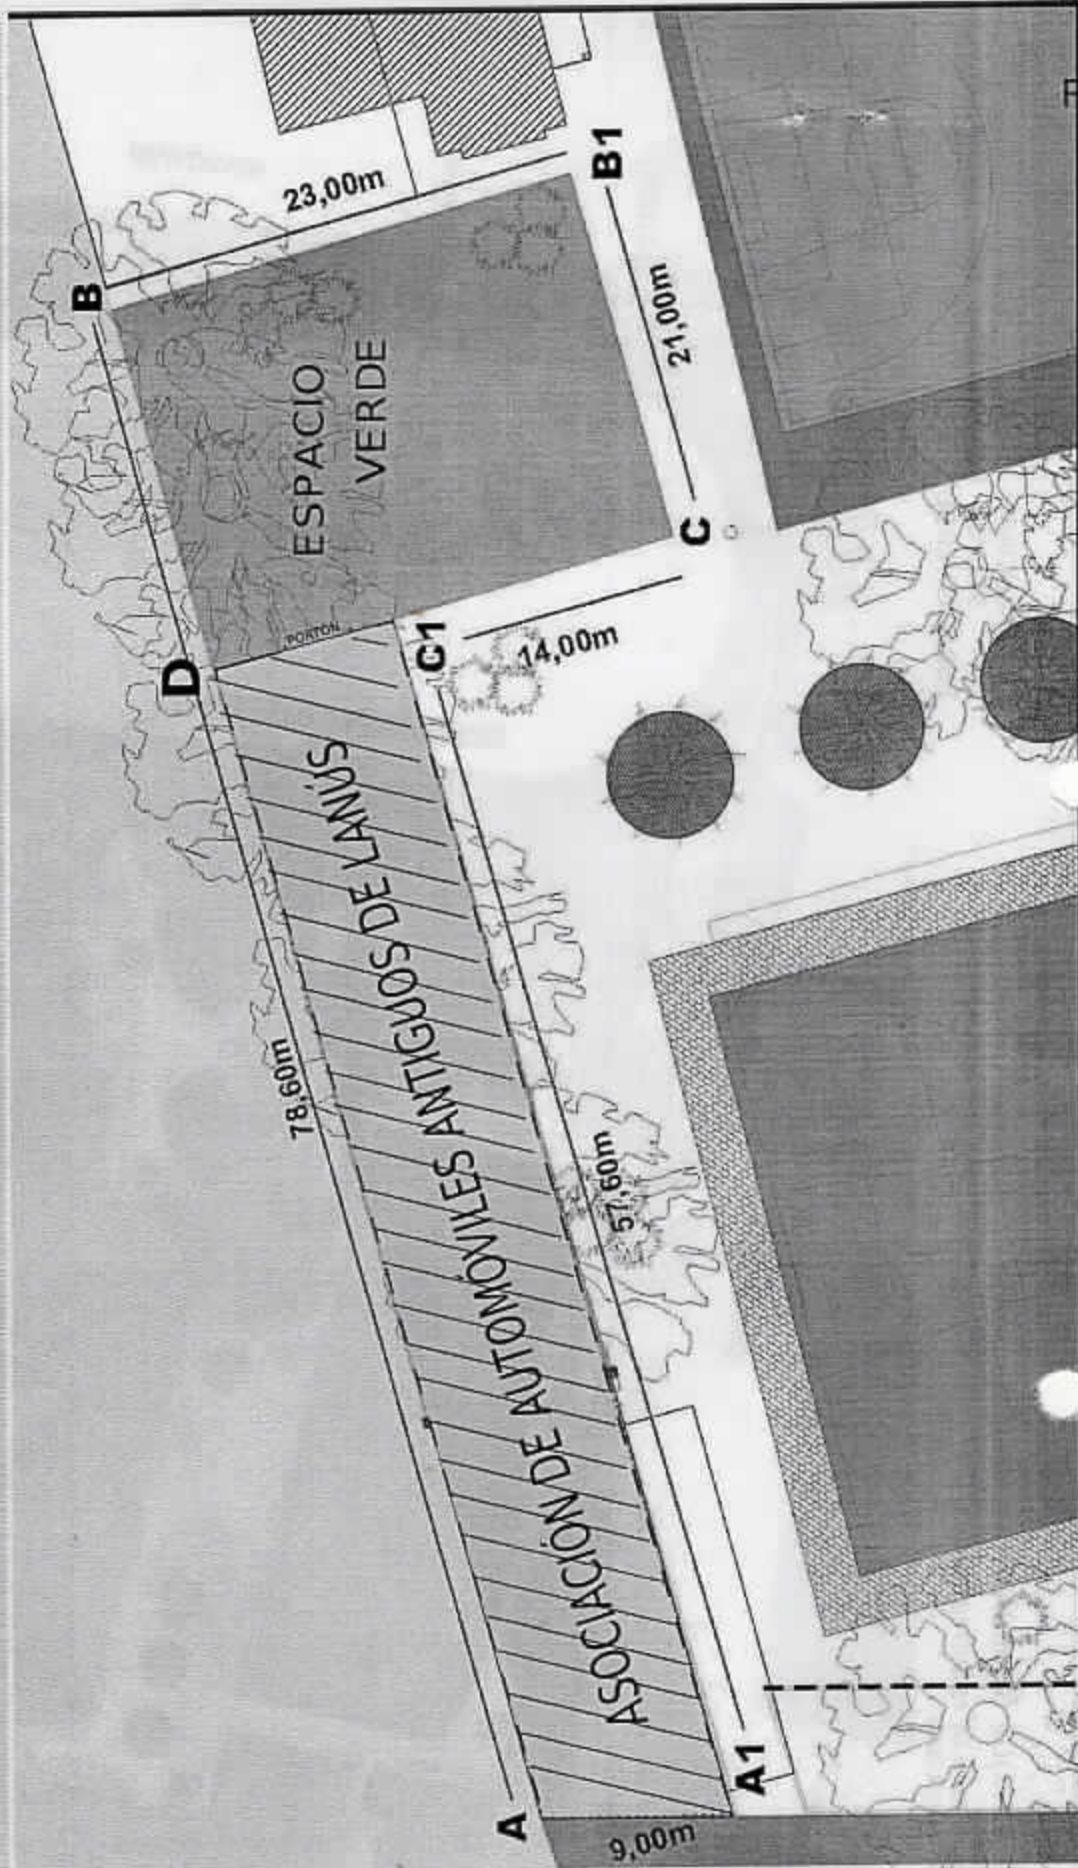 B1
23,00m
B
21,00m
ESPACIO
VERDE
C
PORTÓN
C1
D
14,00m
ASOCIACIÓN DE AUTOMÓVILES ANTIGUOS DE LANÚS
78,60m
57,60m
A1
A
9,00m